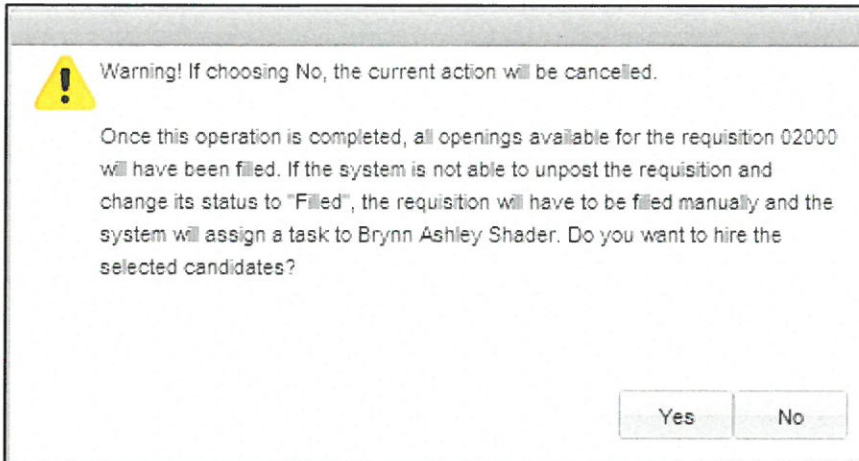 Warning! If choosing No, the current action will be cancelled.
Once this operation is completed, all openings available for the requisition 02000
will have been filled. If the system is not able to unpost the requisition and
change its status to "Filled", the requisition will have to be filled manually and the
system will assign a task to Brynn Ashley Shader. Do you want to hire the
selected candidates?
Yes No